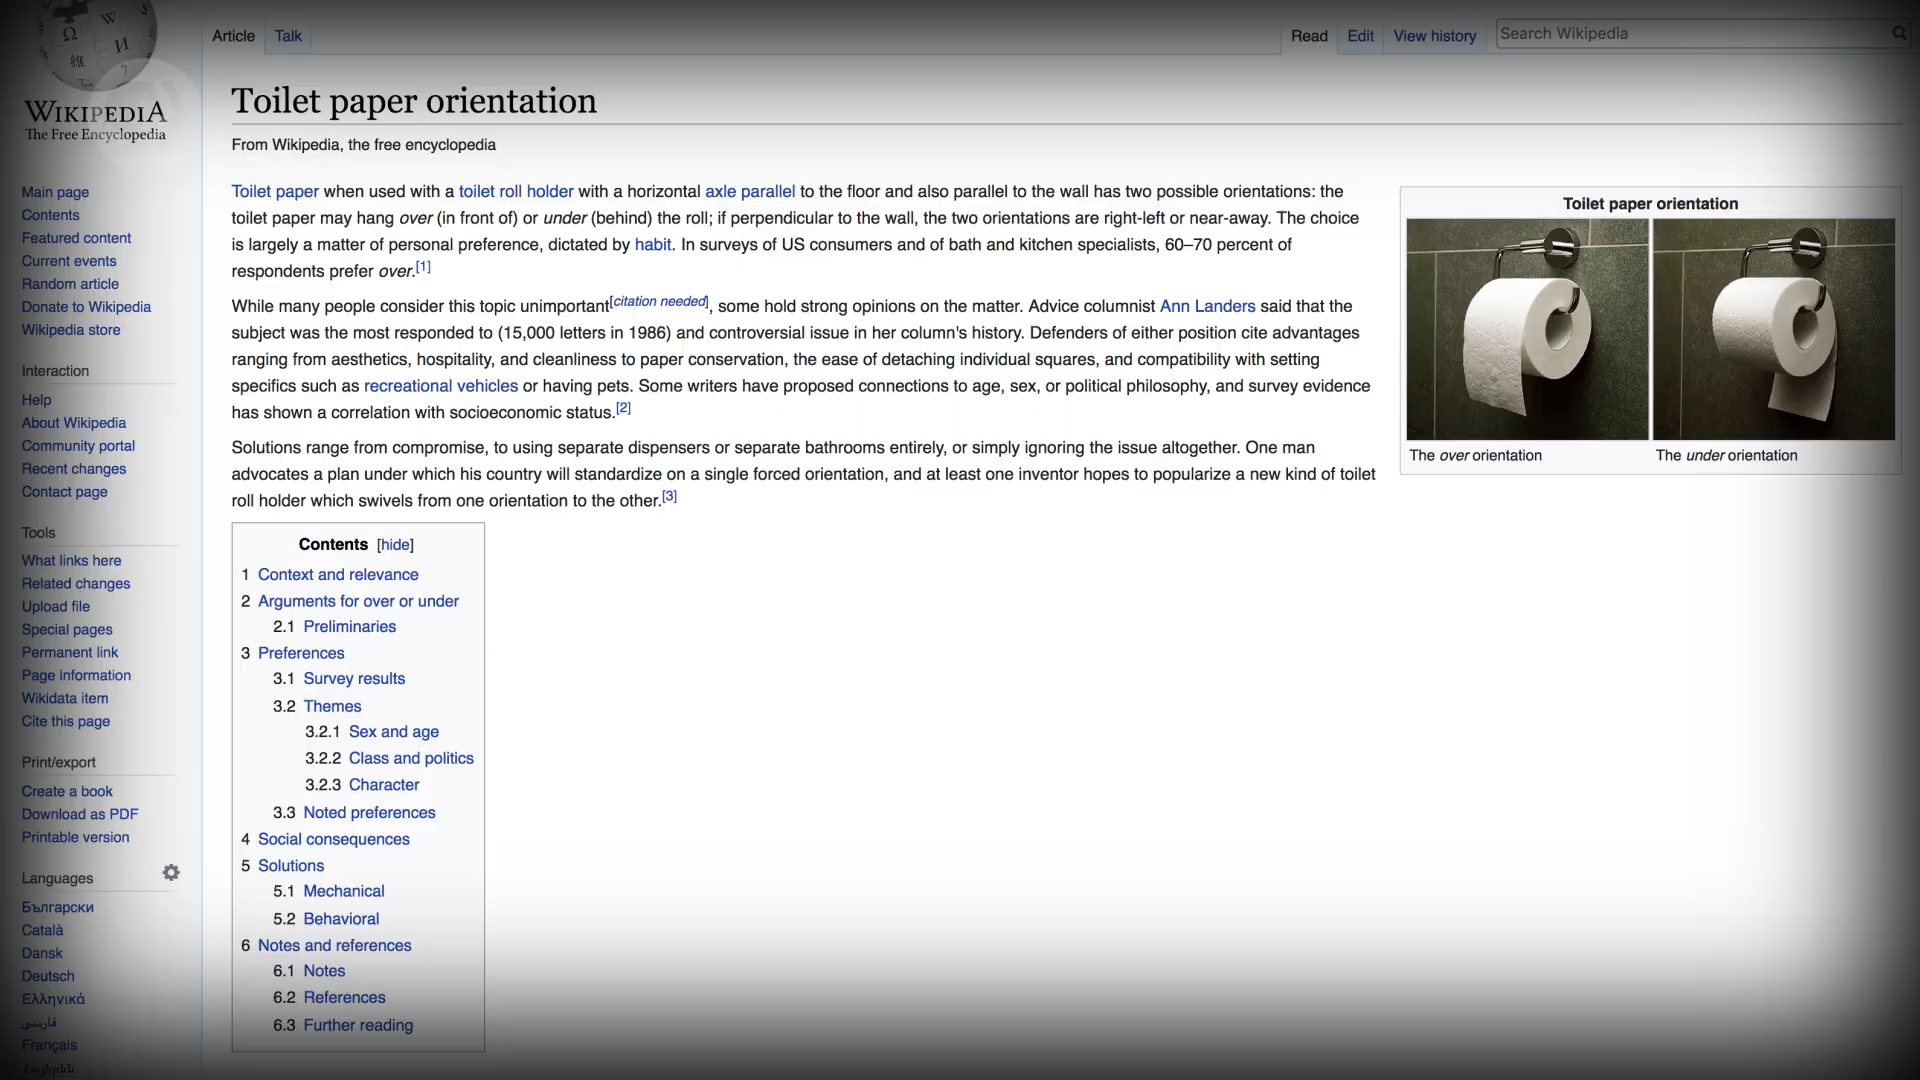 Article Talk Read Edit View history Search Wikipedia
WIKIPEDIA
The Free Encyclopedia
Main page
Contents
Featured content
Current events
Random article
Donate to Wikipedia
Wikipedia store
Interaction
Help
About Wikipedia
Community portal
Recent changes
Contact page
Tools
What links here
Related changes
Upload file
Special pages
Permanent link
Page information
Wikidata item
Cite this page
Print/export
Create a book
Download as PDF
Printable version
Languages
Български
Català
Dansk
Deutsch
Ελληνικά
فارسی
Français
Toilet paper orientation
From Wikipedia, the free encyclopedia
Toilet paper when used with a toilet roll holder with a horizontal axle parallel to the floor and also parallel to the wall has two possible orientations: the
toilet paper may hang over (in front of) or under (behind) the roll; if perpendicular to the wall, the two orientations are right-left or near-away. The choice
is largely a matter of personal preference, dictated by habit. In surveys of US consumers and of bath and kitchen specialists, 60–70 percent of
respondents prefer over.[1]
While many people consider this topic unimportant[citation needed], some hold strong opinions on the matter. Advice columnist Ann Landers said that the
subject was the most responded to (15,000 letters in 1986) and controversial issue in her column's history. Defenders of either position cite advantages
ranging from aesthetics, hospitality, and cleanliness to paper conservation, the ease of detaching individual squares, and compatibility with setting
specifics such as recreational vehicles or having pets. Some writers have proposed connections to age, sex, or political philosophy, and survey evidence
has shown a correlation with socioeconomic status.[2]
Solutions range from compromise, to using separate dispensers or separate bathrooms entirely, or simply ignoring the issue altogether. One man
advocates a plan under which his country will standardize on a single forced orientation, and at least one inventor hopes to popularize a new kind of toilet
roll holder which swivels from one orientation to the other.[3]
Toilet paper orientation
The over orientation The under orientation
Contents [hide]
1 Context and relevance
2 Arguments for over or under
2.1 Preliminaries
3 Preferences
3.1 Survey results
3.2 Themes
3.2.1 Sex and age
3.2.2 Class and politics
3.2.3 Character
3.3 Noted preferences
4 Social consequences
5 Solutions
5.1 Mechanical
5.2 Behavioral
6 Notes and references
6.1 Notes
6.2 References
6.3 Further reading